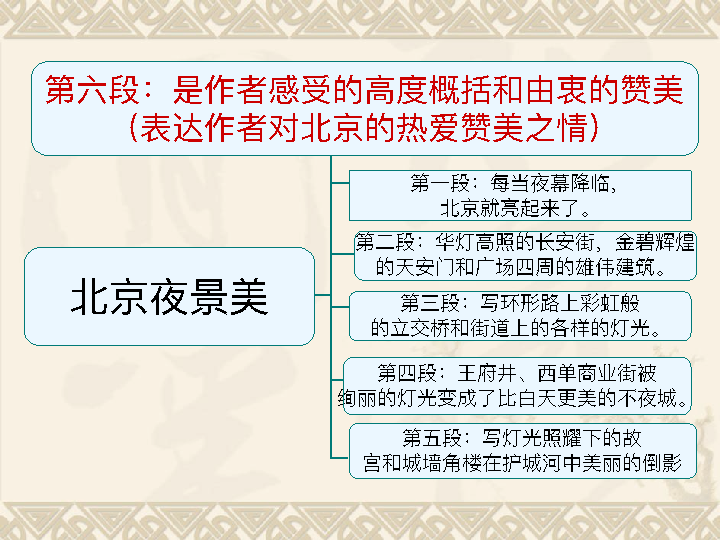 第六段：是作者感受的高度概括和由衷的赞美
（表达作者对北京的热爱赞美之情）
第一段：每当夜幕降临，
北京就亮起来了。
第二段：华灯高照的长安街，金碧辉煌
的天安门和广场四周的雄伟建筑。
北京夜景美
第三段：写环形路上彩虹般
的立交桥和街道上的各样的灯光。
第四段：王府井、西单商业街被
绚丽的灯光变成了比白天更美的不夜城。
第五段：写灯光照耀下的故
宫和城墙角楼在护城河中美丽的倒影